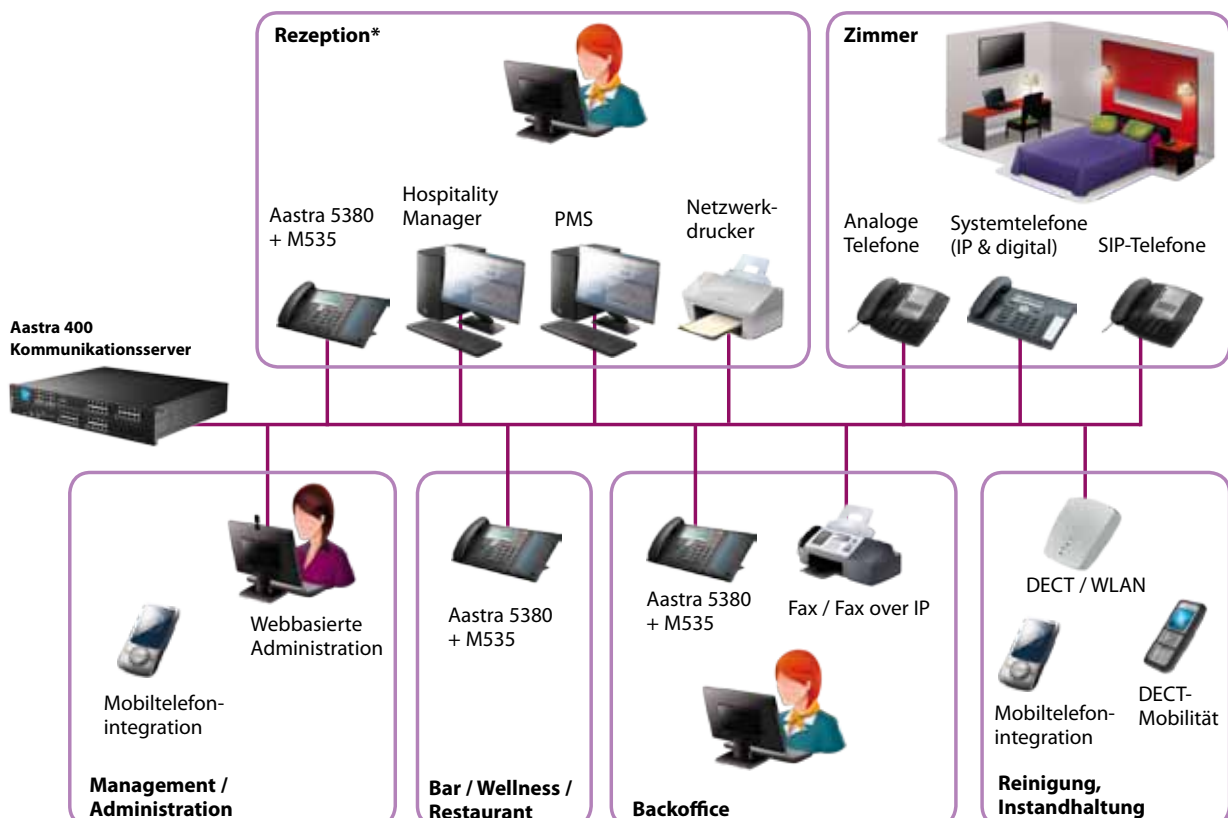 Rezeption*
Aastra 5380
+ M535
Hospitality
Manager
PMS
Netzwerk-
drucker
Zimmer
Analoge
Telefone
Systemtelefone
(IP & digital)
SIP-Telefone
Aastra 400
Kommunikationsserver
Webbasierte
Administration
Mobiltelefon-
integration
Management /
Administration
Aastra 5380
+ M535
Bar / Wellness /
Restaurant
Aastra 5380
+ M535
Fax / Fax over IP
Backoffice
DECT / WLAN
Mobiltelefon-
integration
DECT-
Mobilität
Reinigung,
Instandhaltung